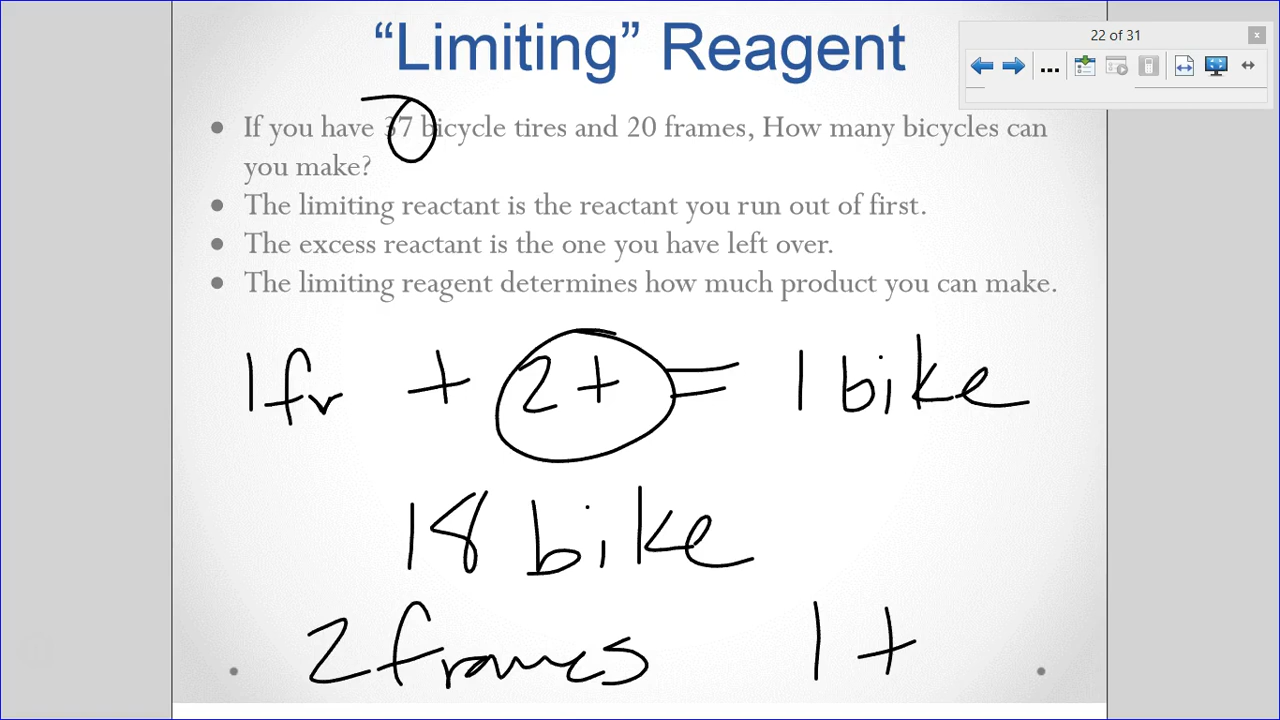 “Limiting” Reagent
22 of 31
• If you have 37 bicycle tires and 20 frames, How many bicycles can
you make?
• The limiting reactant is the reactant you run out of first.
• The excess reactant is the one you have left over.
• The limiting reagent determines how much product you can make.
1fr + 2t = 1 bike
18 bike
2 frames 1 t